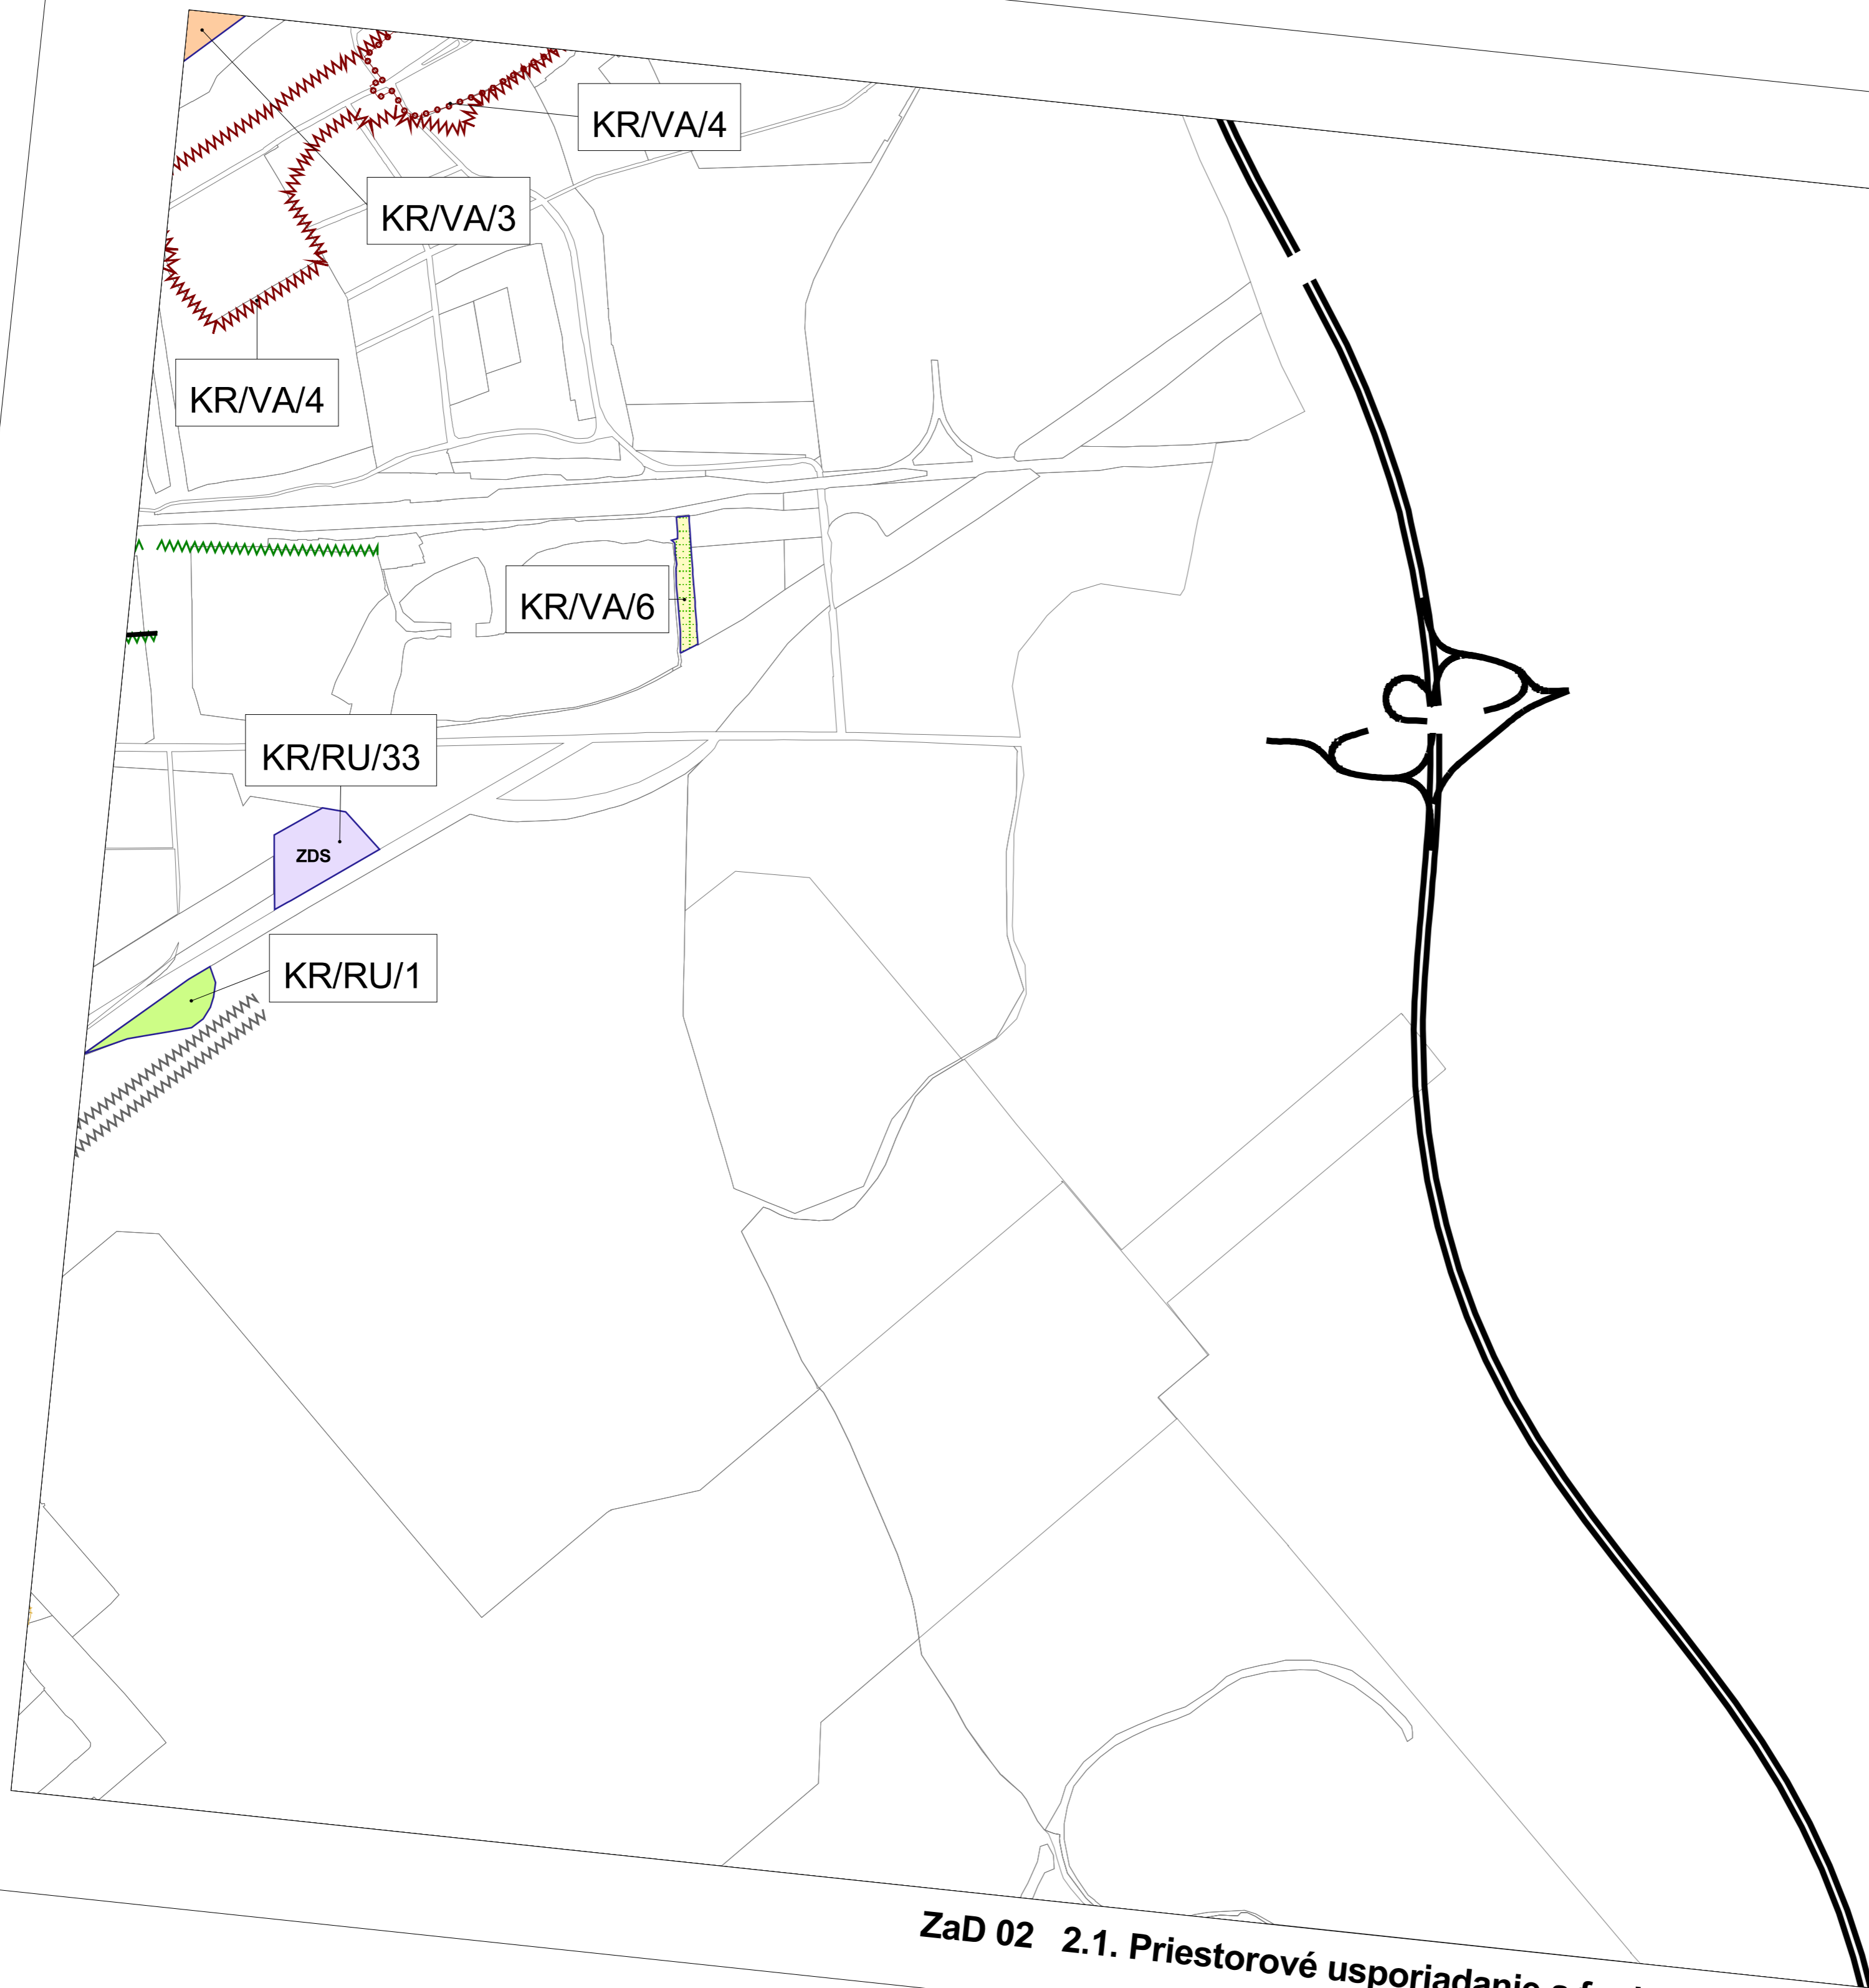 KR/VA/4
KR/VA/3
KR/VA/4
KR/VA/6
KR/RU/33
ZDS
KR/RU/1
ZaD 02 2.1. Priestorové usporiadanie a